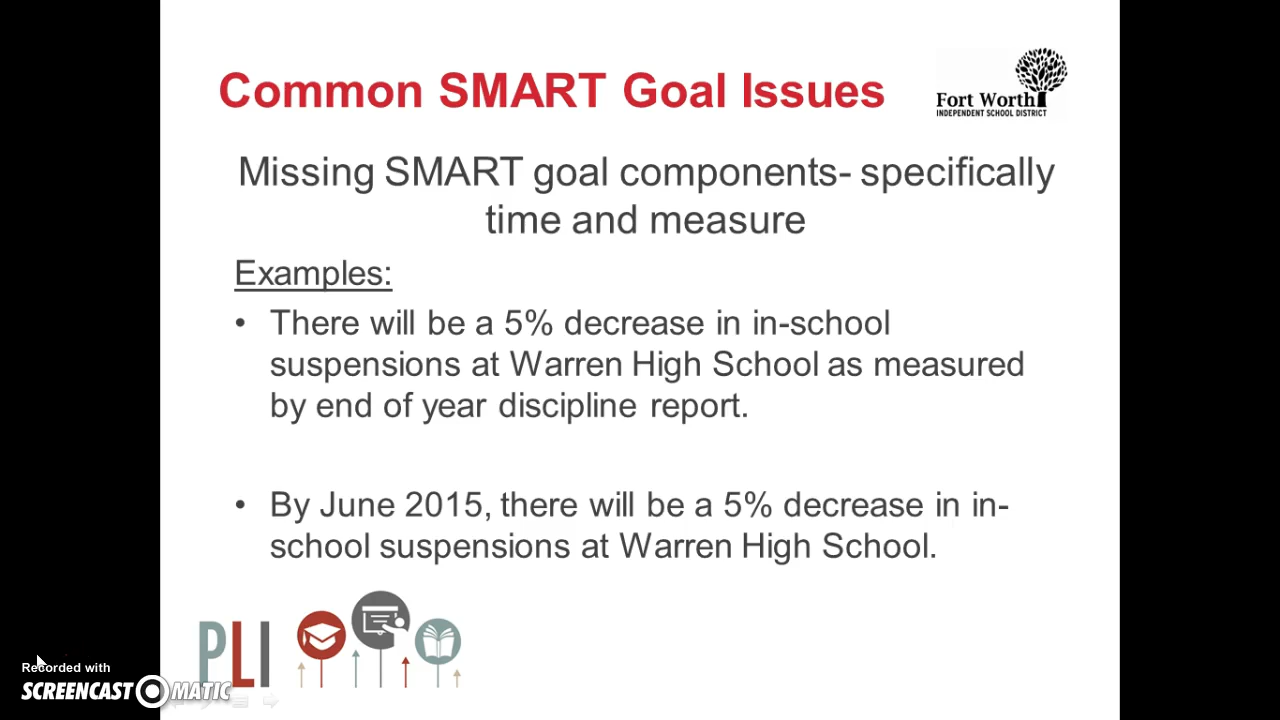 Common SMART Goal Issues
Fort Worth
INDEPENDENT SCHOOL DISTRICT
Missing SMART goal components- specifically
time and measure
Examples:
• There will be a 5% decrease in in-school
suspensions at Warren High School as measured
by end of year discipline report.
• By June 2015, there will be a 5% decrease in in-
school suspensions at Warren High School.
PLI
Recorded with
SCREENCAST MATIC